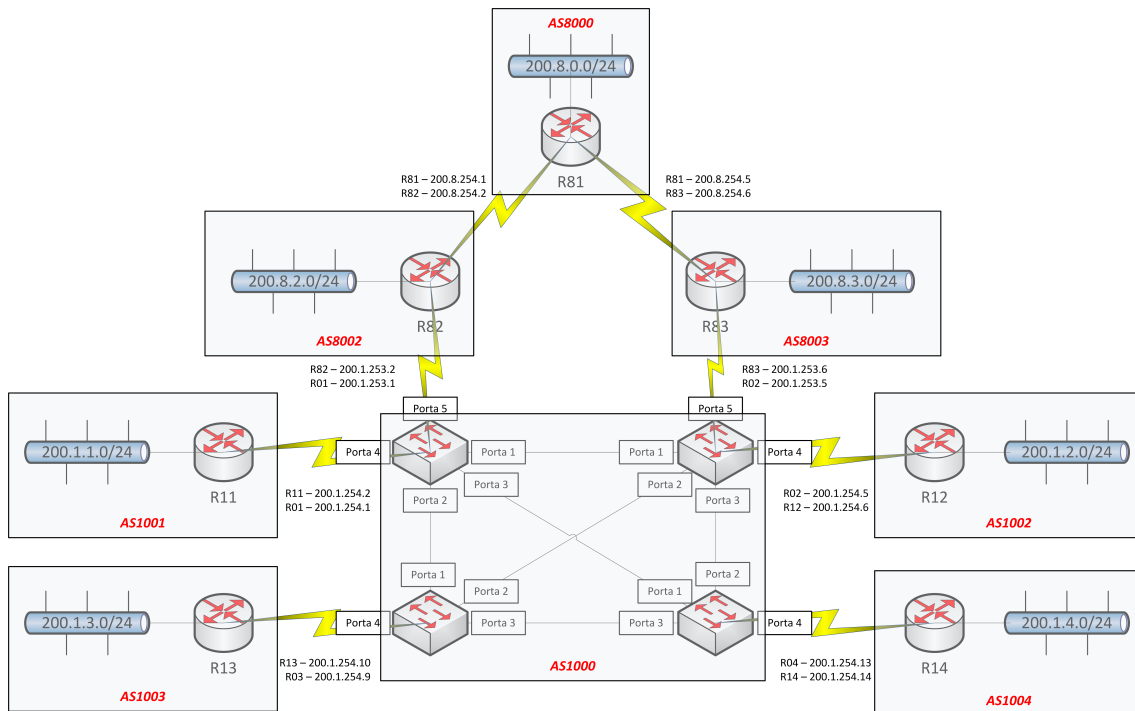 AS8000
200.8.0.0/24
R81
R81 – 200.8.254.1
R82 – 200.8.254.2
R81 – 200.8.254.5
R83 – 200.8.254.6
200.8.2.0/24
R82
AS8002
200.8.3.0/24
R83
AS8003
R82 – 200.1.253.2
R01 – 200.1.253.1
R83 – 200.1.253.6
R02 – 200.1.253.5
Porta 5
Porta 5
200.1.1.0/24
R11
R11 – 200.1.254.2
R01 – 200.1.254.1
AS1001
Porta 4
Porta 1
Porta 3
Porta 2
Porta 1
Porta 2
Porta 3
Porta 4
R02 – 200.1.254.5
R12 – 200.1.254.6
R12
200.1.2.0/24
AS1002
200.1.3.0/24
R13
R13 – 200.1.254.10
R03 – 200.1.254.9
AS1003
Porta 1
Porta 2
Porta 4
Porta 3
Porta 1
Porta 2
Porta 3
Porta 4
AS1000
R04 – 200.1.254.13
R14 – 200.1.254.14
R14
200.1.4.0/24
AS1004